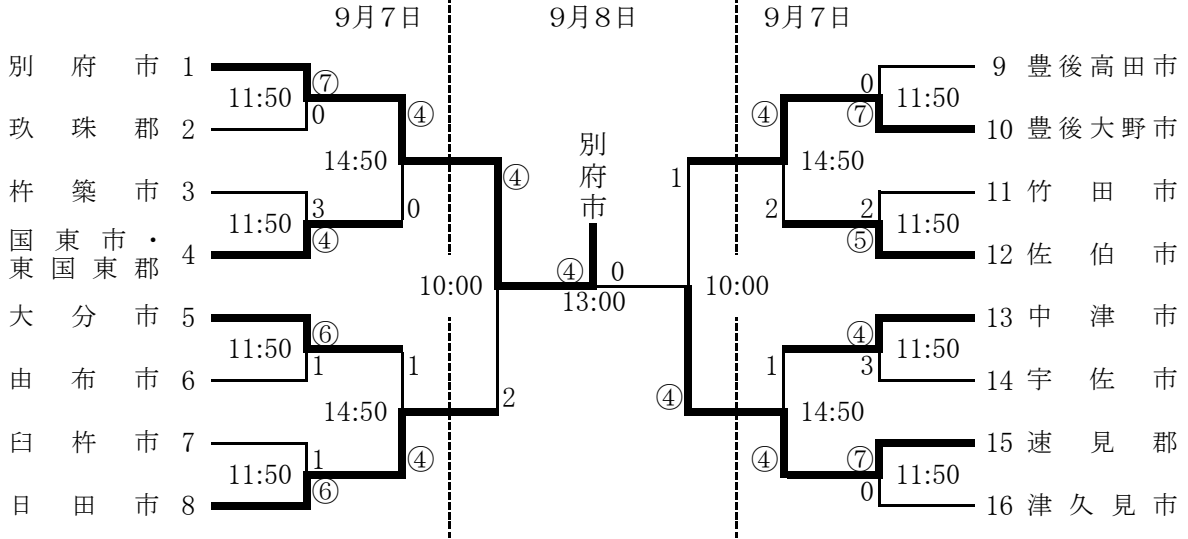 9月7日 9月8日 9月7日
別府市 1 ⑦ 0 9 豊後高田市
11:50 11:50
玖珠郡 2 0 ④ ④ ⑦ 10 豊後大野市
14:50 別府市 14:50
杵築市 3 3 0 ④ 1 2 2 11 竹田市
11:50 11:50
国東市・
東国東郡 4 ④ ⑤ 12 佐伯市
10:00 ④ 0 10:00
13:00
大分市 5 ⑥ ④ 13 中津市
11:50 11:50
由布市 6 1 1 1 3 14 宇佐市
14:50 2 ④ 14:50
臼杵市 7 1 ④ ④ ⑦ 15 速見郡
11:50 11:50
日田市 8 ⑥ 0 16 津久見市